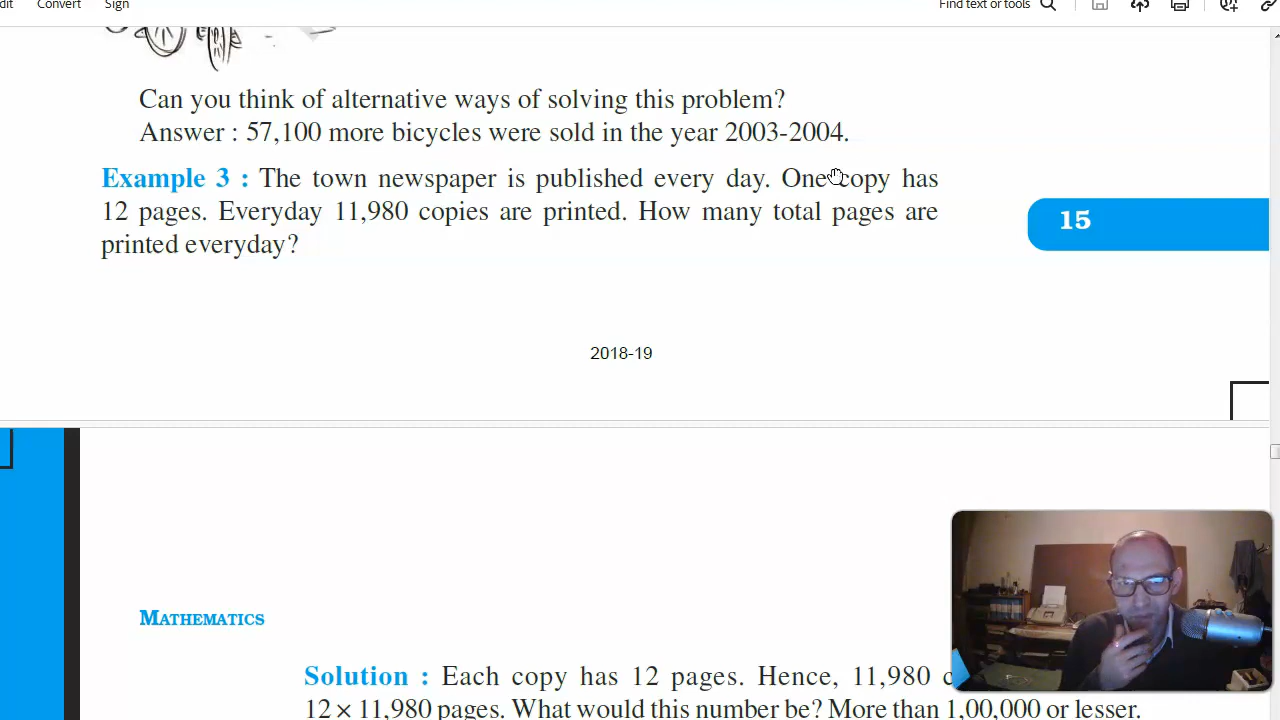 dit Convert Sign Find text or tools
Can you think of alternative ways of solving this problem?
Answer : 57,100 more bicycles were sold in the year 2003-2004.
Example 3 : The town newspaper is published every day. One copy has
12 pages. Everyday 11,980 copies are printed. How many total pages are
printed everyday?
15
2018-19
MATHEMATICS
Solution : Each copy has 12 pages. Hence, 11,980 c
12 × 11,980 pages. What would this number be? More than 1,00,000 or lesser.